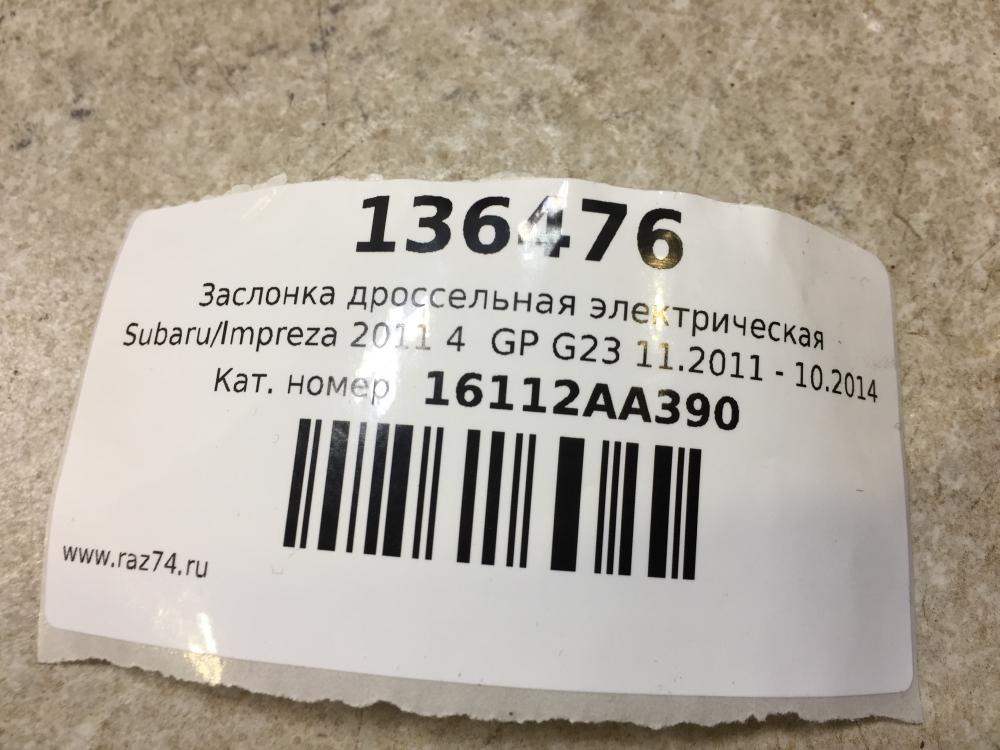 136476
Заслонка дроссельная электрическая
Subaru/Impreza 2011 4 GP G23 11.2011 - 10.2014
Кат. номер 16112AA390
www.raz74.ru